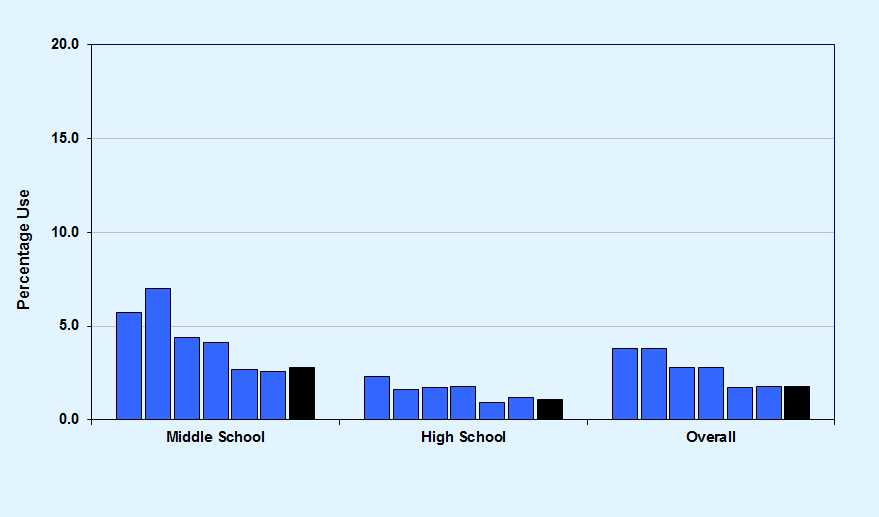 20.0
15.0
10.0
5.0
0.0
Percentage Use
Middle School
High School
Overall